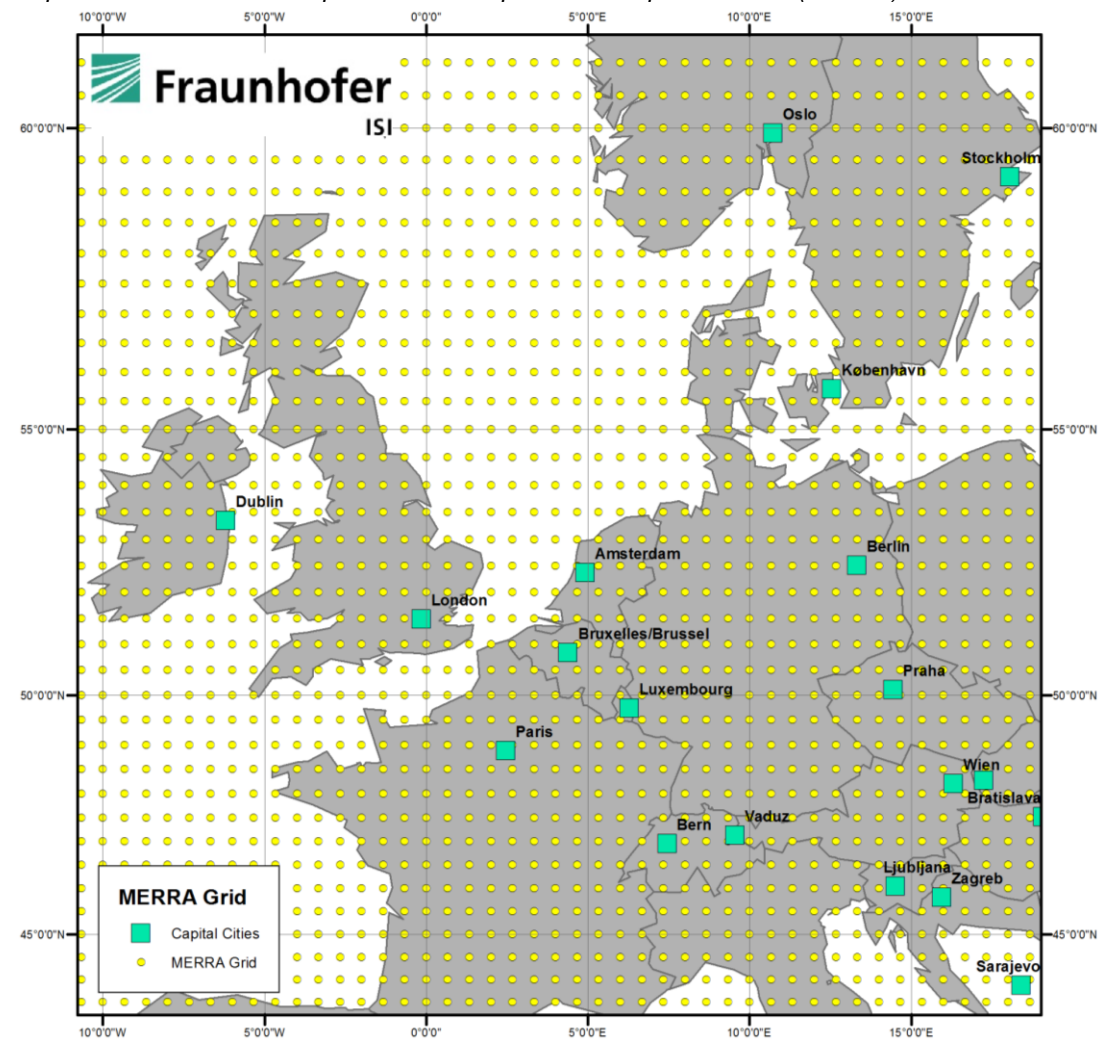 10°0'0"W 5°0'0"W 0°0'0" 5°0'0"E 10°0'0"E 15°0'0"E
Fraunhofer
ISI
Oslo
60°0'0"N 60°0'0"N
Stockholm
København
55°0'0"N 55°0'0"N
Dublin
Amsterdam
Berlin
London
Bruxelles/Brussel
Praha
Luxembourg
50°0'0"N 50°0'0"N
Paris
Wien
Bratislava
Bern
Vaduz
Ljubljana
Zagreb
MERRA Grid
Capital Cities
45°0'0"N 45°0'0"N
MERRA Grid
Sarajevo
10°0'0"W 5°0'0"W 0°0'0" 5°0'0"E 10°0'0"E 15°0'0"E